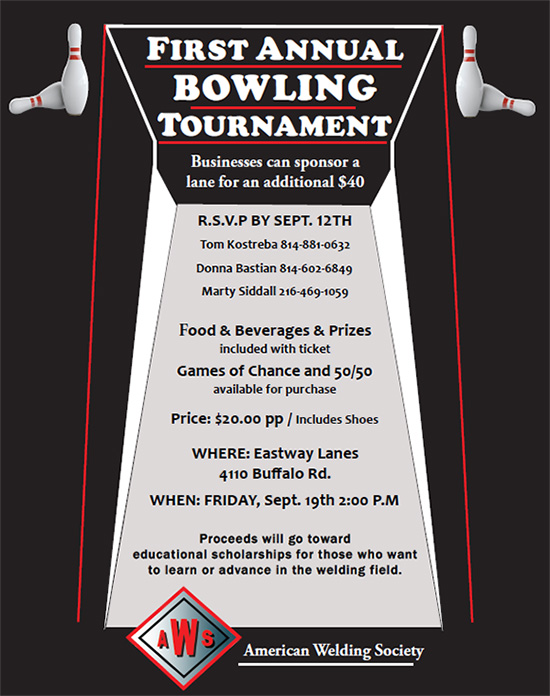 FIRST ANNUAL
BOWLING
TOURNAMENT
Businesses can sponsor a
lane for an additional $40
R.S.V.P BY SEPT. 12TH
Tom Kostreba 814-881-0632
Donna Bastian 814-602-6849
Marty Siddall 216-469-1059
Food & Beverages & Prizes
included with ticket
Games of Chance and 50/50
available for purchase
Price: $20.00 pp / Includes Shoes
WHERE: Eastway Lanes
4110 Buffalo Rd.
WHEN: FRIDAY, Sept. 19th 2:00 P.M
Proceeds will go toward
educational scholarships for those who want
to learn or advance in the welding field.
AWS
American Welding Society